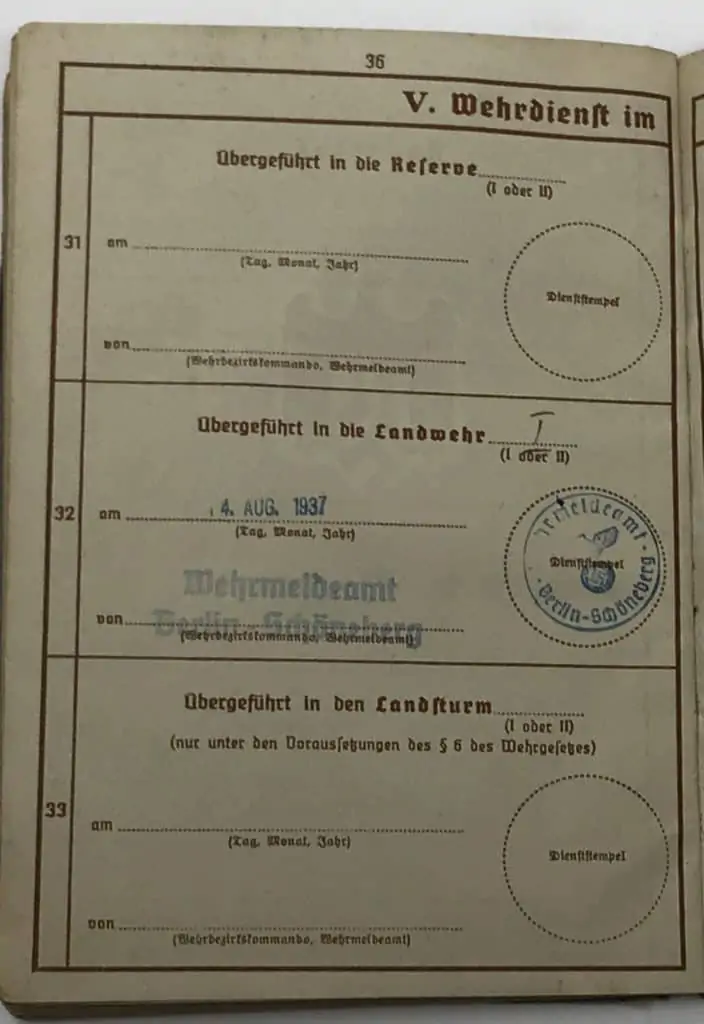 36
V. Wehrdienst im
Übergeführt in die Reserve
(I oder II)
31
am
(Tag, Monat, Jahr)
Dienststempel
von
(Wehrbezirkskommando, Wehrmeldeamt)
Übergeführt in die Landwehr I
(I oder II)
32
am 4. AUG. 1937
(Tag, Monat, Jahr)
Wehrmeldeamt
Berlin-Schöneberg
von
(Wehrbezirkskommando, Wehrmeldeamt)
Dienststempel
Wehrmeldeamt · Berlin-Schöneberg ·
Übergeführt in den Landsturm
(I oder II)
(nur unter den Voraussetzungen des § 6 des Wehrgesetzes)
33
am
(Tag, Monat, Jahr)
Dienststempel
von
(Wehrbezirkskommando, Wehrmeldeamt)